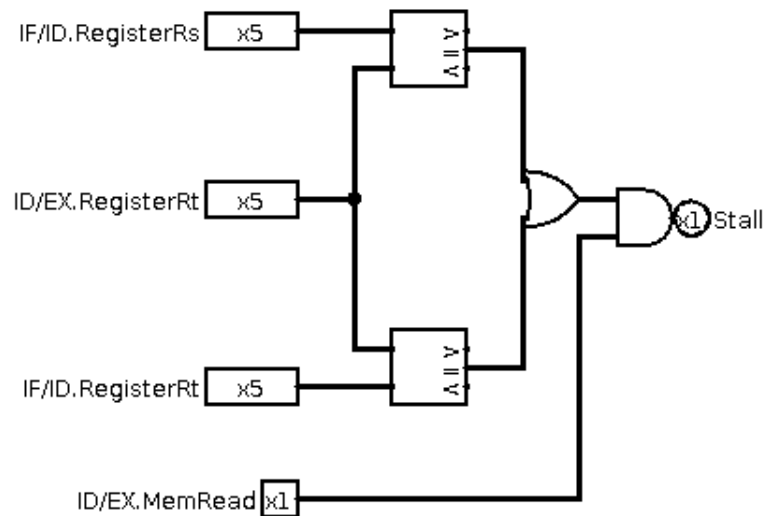 IF/ID.RegisterRs x5
> = <
ID/EX.RegisterRt x5
x1 Stall
> = <
IF/ID.RegisterRt x5
ID/EX.MemRead x1